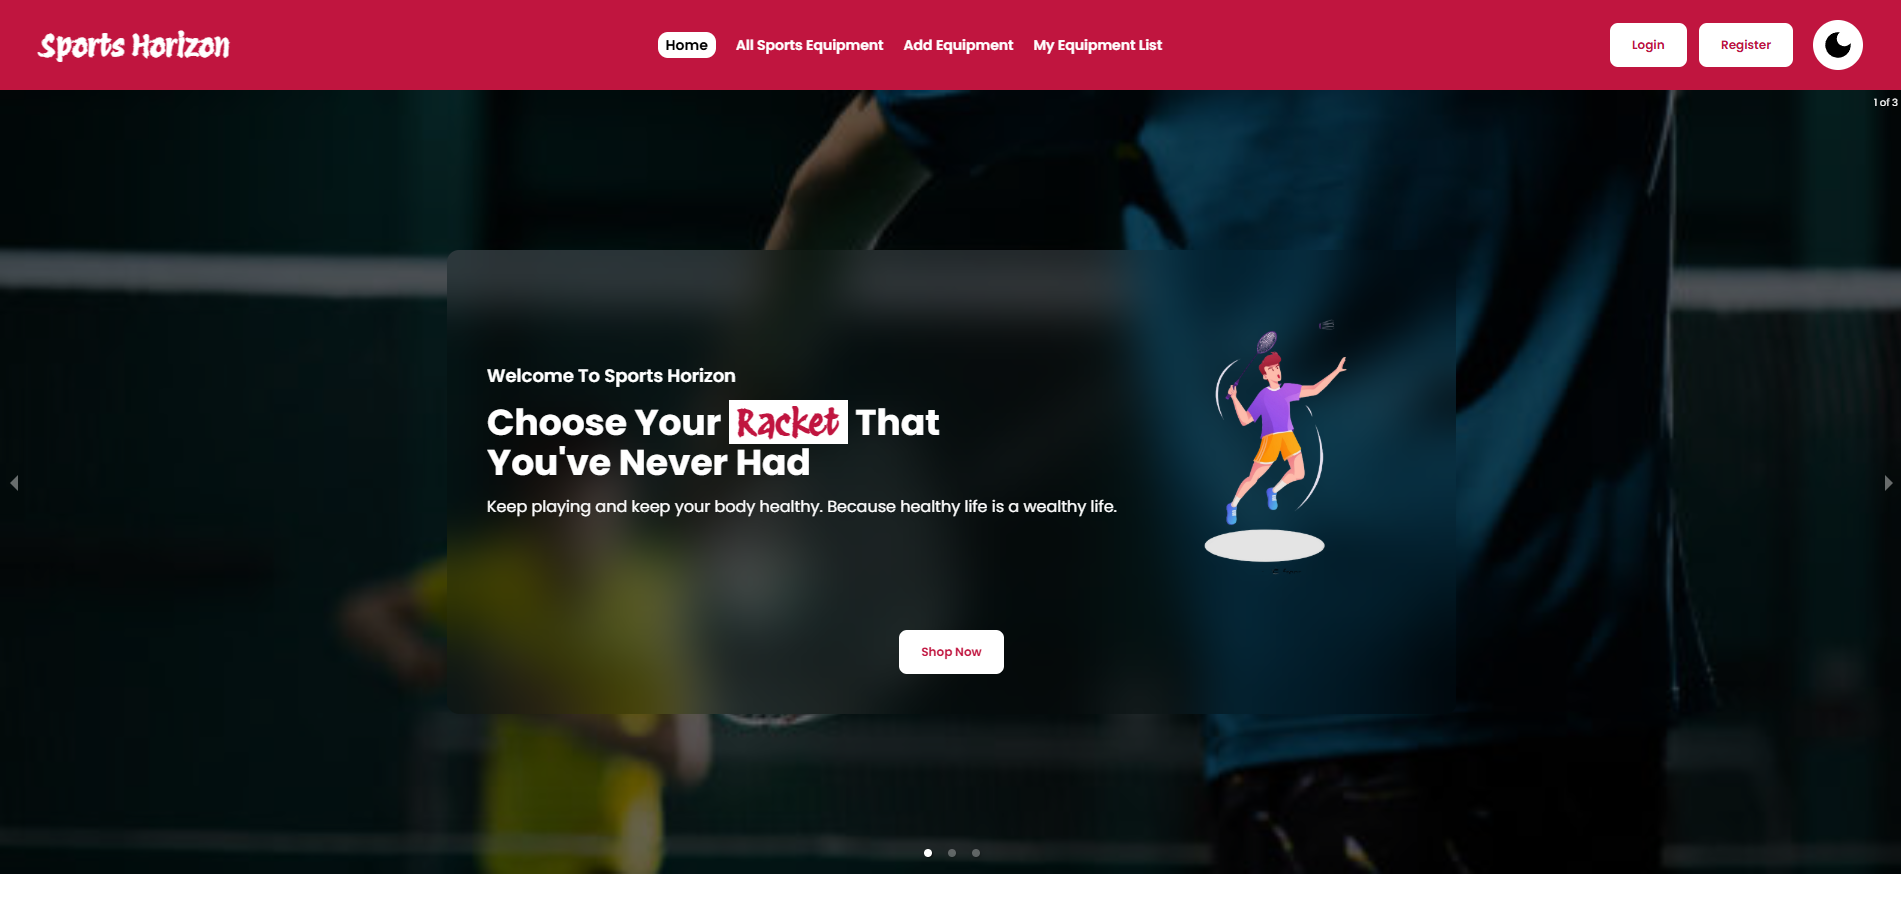 Sports Horizon
Home
All Sports Equipment
Add Equipment
My Equipment List
Login
Register
1 of 3
Welcome To Sports Horizon
Choose Your Racket That
You've Never Had
Keep playing and keep your body healthy. Because healthy life is a wealthy life.
Shop Now